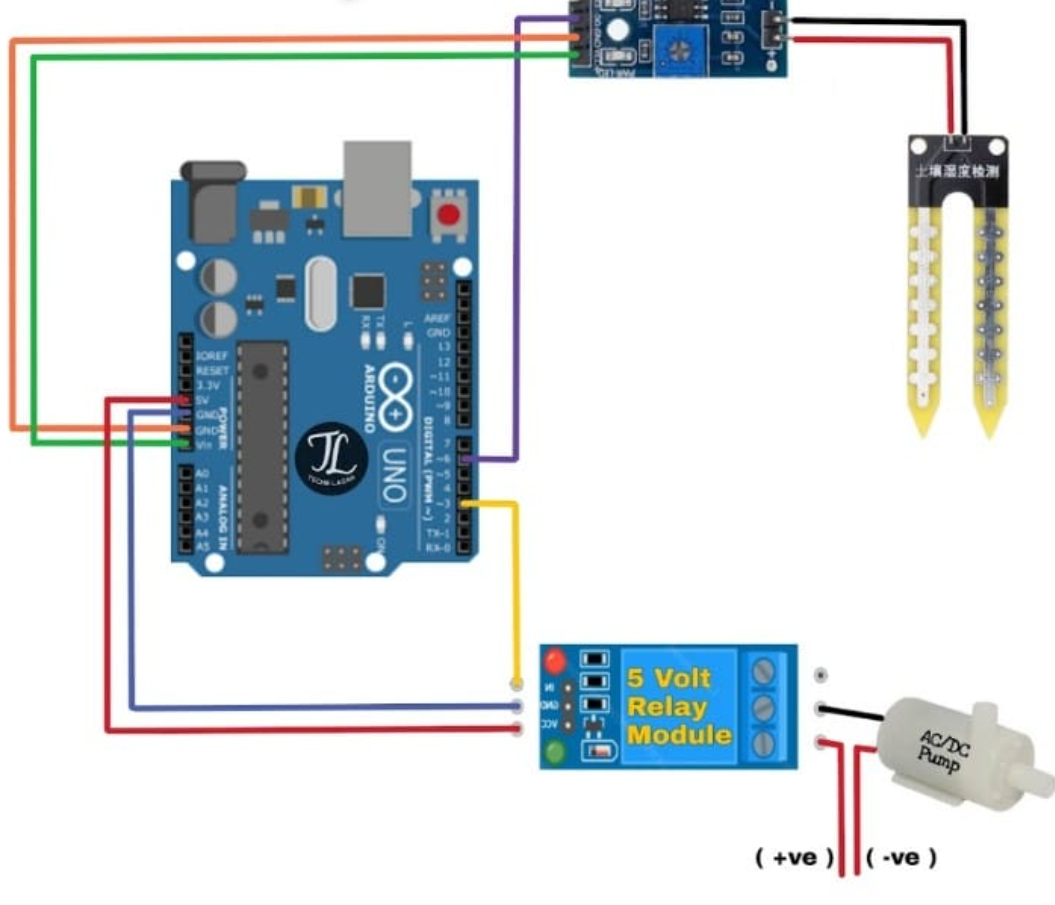 土壤湿度检测
AREF
GND
13
12
~11
~10
~9
8
7
~6
~5
4
~3
2
TX-1
RX-0
DIGITAL (PWM ~)
RX
TX
L
ARDUINO
UNO
ON
IOREF
RESET
3.3V
5V
GND
GND
Vin
POWER
A0
A1
A2
A3
A4
A5
ANALOG IN
JL
IN
GND
VCC
5 Volt
Relay
Module
AC/DC
Pump
( +ve )
( -ve )